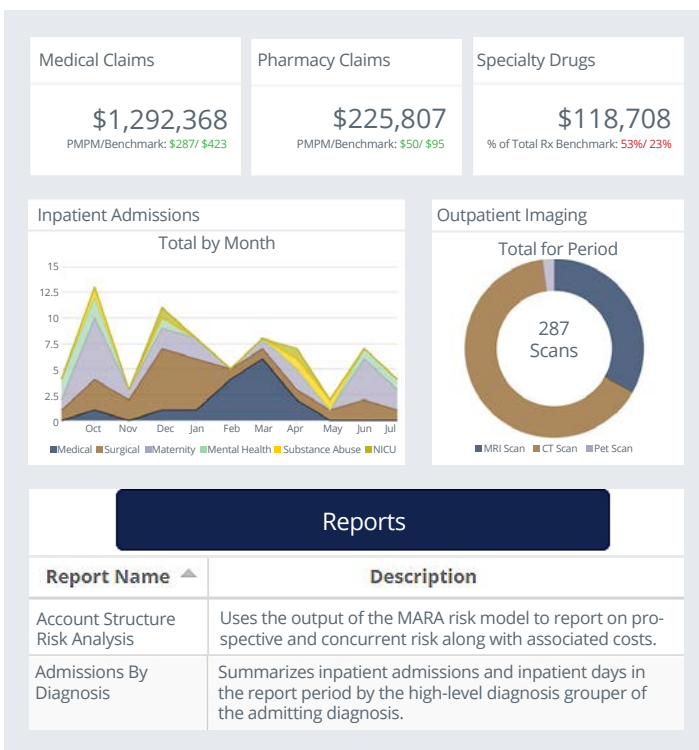 Medical Claims
Pharmacy Claims
Specialty Drugs
$1,292,368
PMPM/Benchmark: $287/ $423
$225,807
PMPM/Benchmark: $50/ $95
$118,708
% of Total Rx Benchmark: 53%/ 23%
Inpatient Admissions
Total by Month
15
12.5
10
7.5
5
2.5
0
Oct Nov Dec Jan Feb Mar Apr May Jun Jul
Medical Surgical Maternity Mental Health Substance Abuse NICU
Outpatient Imaging
Total for Period
287
Scans
MRI Scan CT Scan Pet Scan
Reports
Report Name Description
Account Structure
Risk Analysis
Uses the output of the MARA risk model to report on pro-
spective and concurrent risk along with associated costs.
Admissions By
Diagnosis
Summarizes inpatient admissions and inpatient days in
the report period by the high-level diagnosis grouper of
the admitting diagnosis.